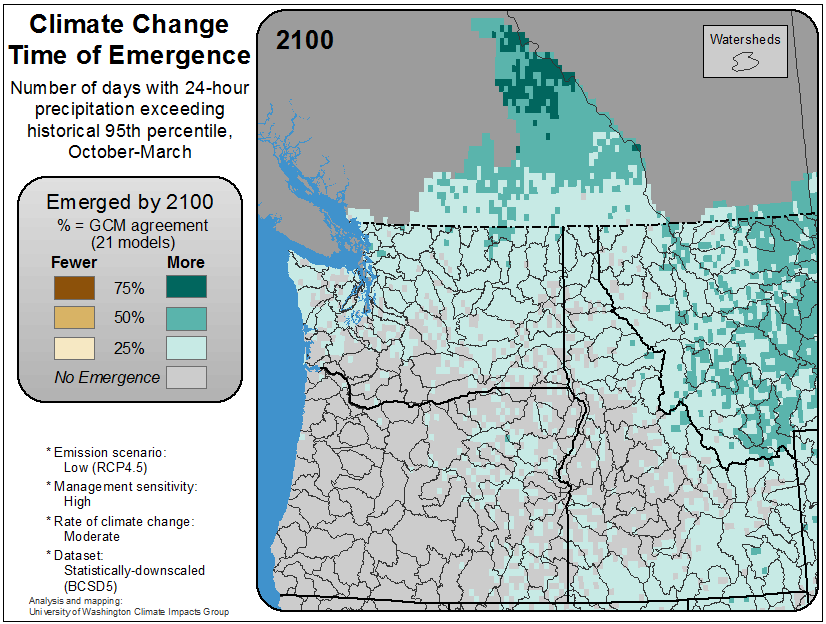 Climate Change
Time of Emergence
Number of days with 24-hour
precipitation exceeding
historical 95th percentile,
October-March
Emerged by 2100
% = GCM agreement
(21 models)
Fewer More
75%
50%
25%
No Emergence
* Emission scenario:
Low (RCP4.5)
* Management sensitivity:
High
* Rate of climate change:
Moderate
* Dataset:
Statistically-downscaled
(BCSD5)
Analysis and mapping:
University of Washington Climate Impacts Group
2100
Watersheds